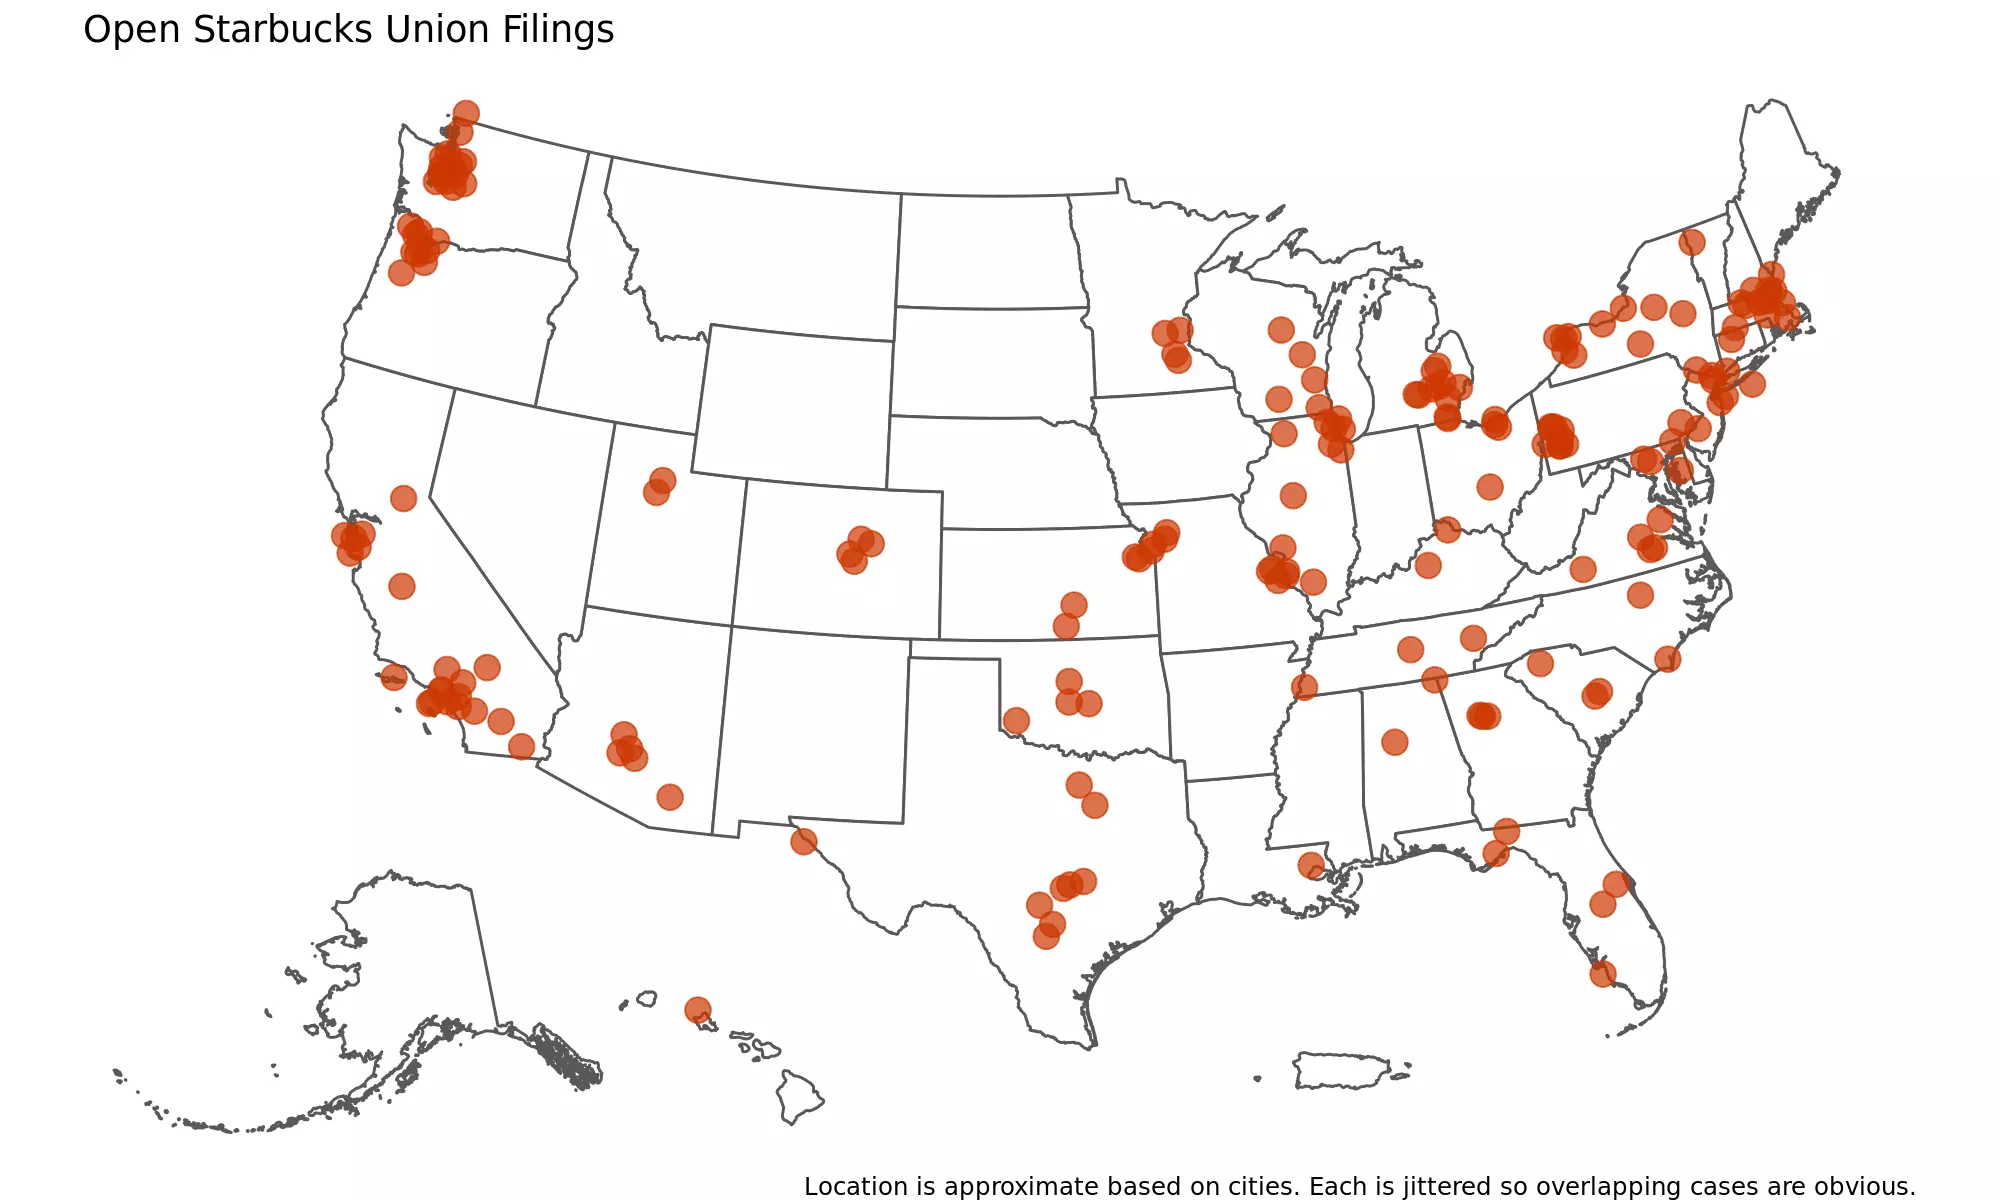 Open Starbucks Union Filings
Location is approximate based on cities. Each is jittered so overlapping cases are obvious.